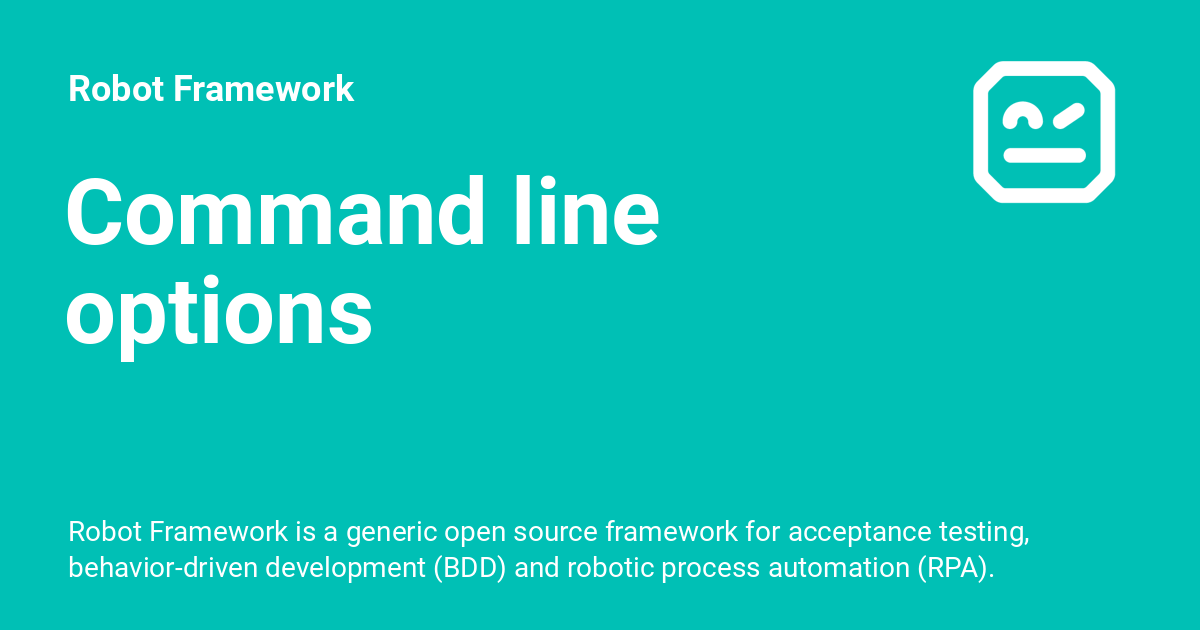 Robot Framework
Command line
options
Robot Framework is a generic open source framework for acceptance testing,
behavior-driven development (BDD) and robotic process automation (RPA).